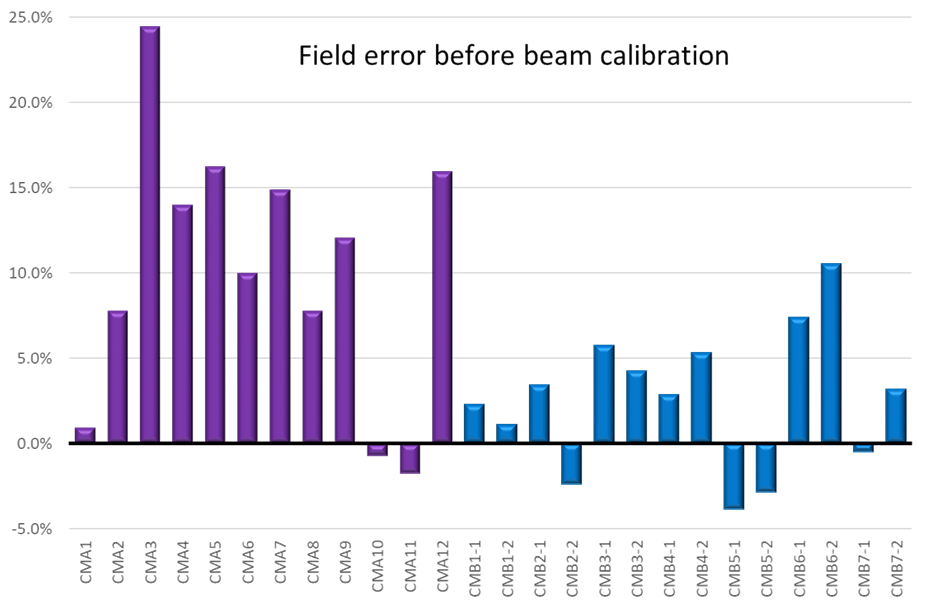 Field error before beam calibration
25.0%
20.0%
15.0%
10.0%
5.0%
0.0%
-5.0%
CMA1
CMA2
CMA3
CMA4
CMA5
CMA6
CMA7
CMA8
CMA9
CMA10
CMA11
CMA12
CMB1-1
CMB1-2
CMB2-1
CMB2-2
CMB3-1
CMB3-2
CMB4-1
CMB4-2
CMB5-1
CMB5-2
CMB6-1
CMB6-2
CMB7-1
CMB7-2